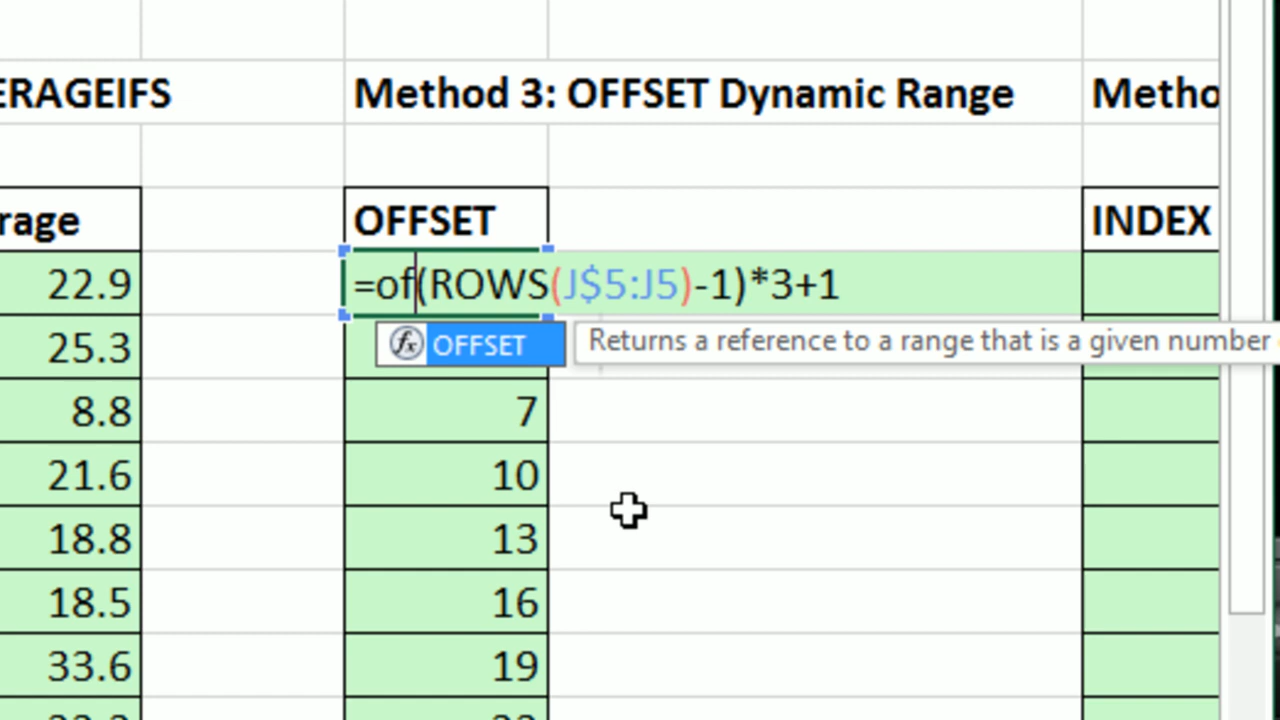 ERAGEIFS Method 3: OFFSET Dynamic Range Metho
rage OFFSET INDEX
22.9 =of(ROWS(J$5:J5)-1)*3+1
25.3 OFFSET Returns a reference to a range that is a given number
8.8 7
21.6 10
18.8 13
18.5 16
33.6 19